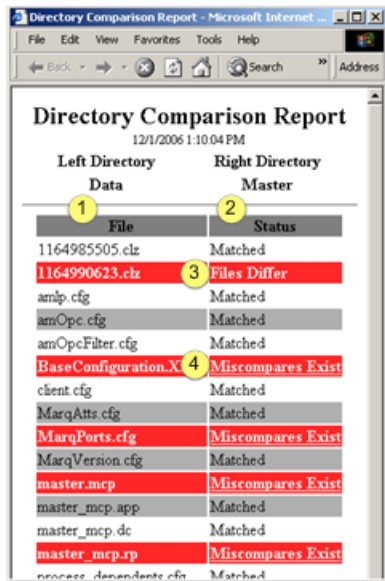 Directory Comparison Report - Microsoft Internet ...
File Edit View Favorites Tools Help
Back Search » Address
Directory Comparison Report
12/1/2006 1:10:04 PM
Left Directory Right Directory
Data Master
1 2
File Status
1164985505.clz Matched
1164990623.clz 3 Files Differ
amlp.cfg Matched
amOpc.cfg Matched
amOpcFilter.cfg Matched
BaseConfiguration.X 4 Miscompares Exist
client.cfg Matched
MarqAtts.cfg Matched
MarqPorts.cfg Miscompares Exist
MarqVersion.cfg Matched
master.mcp Miscompares Exist
master_mcp.app Matched
master_mcp.dc Matched
master_mcp.rp Miscompares Exist
process_dependents.cfg Matched